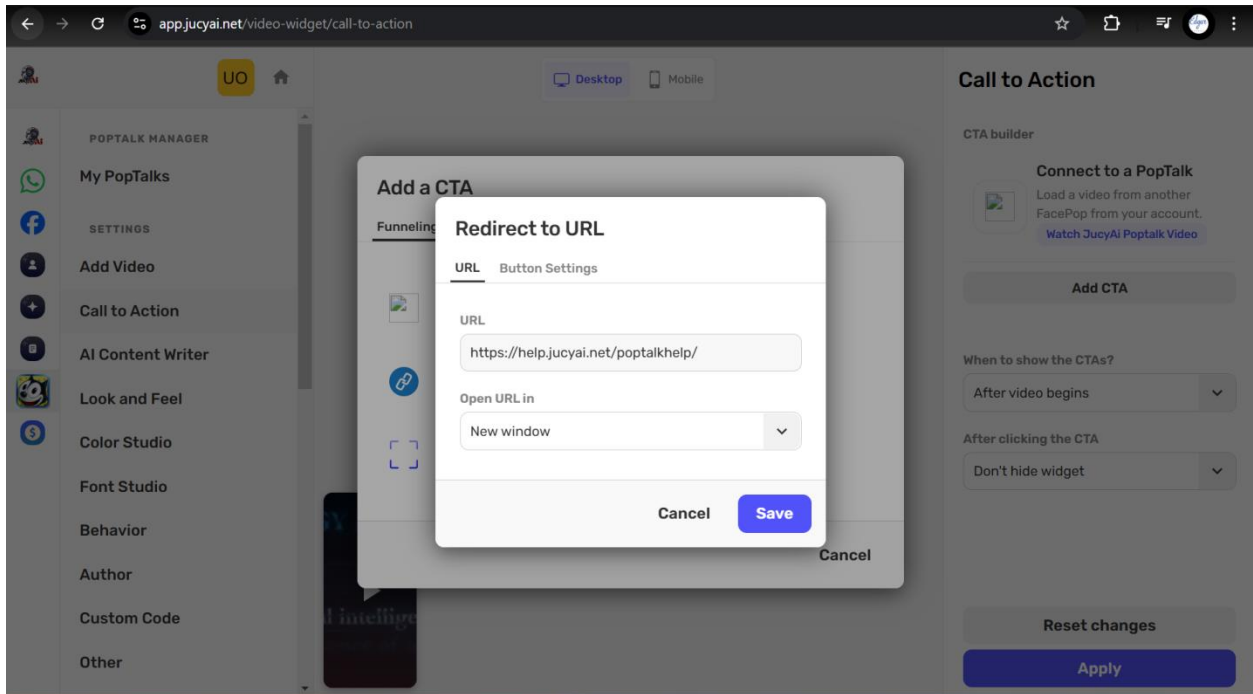 app.jucyai.net/video-widget/call-to-action
UO
Desktop
Mobile
POPTALK MANAGER
My PopTalks
SETTINGS
Add Video
Call to Action
AI Content Writer
Look and Feel
Color Studio
Font Studio
Behavior
Author
Custom Code
Other
Add a CTA
Funneling
Redirect to URL
URL
Button Settings
URL
https://help.jucyai.net/poptalkhelp/
Open URL in
New window
Cancel
Save
Cancel
Call to Action
CTA builder
Connect to a PopTalk
Load a video from another
FacePop from your account.
Watch JucyAi Poptalk Video
Add CTA
When to show the CTAs?
After video begins
After clicking the CTA
Don't hide widget
Reset changes
Apply